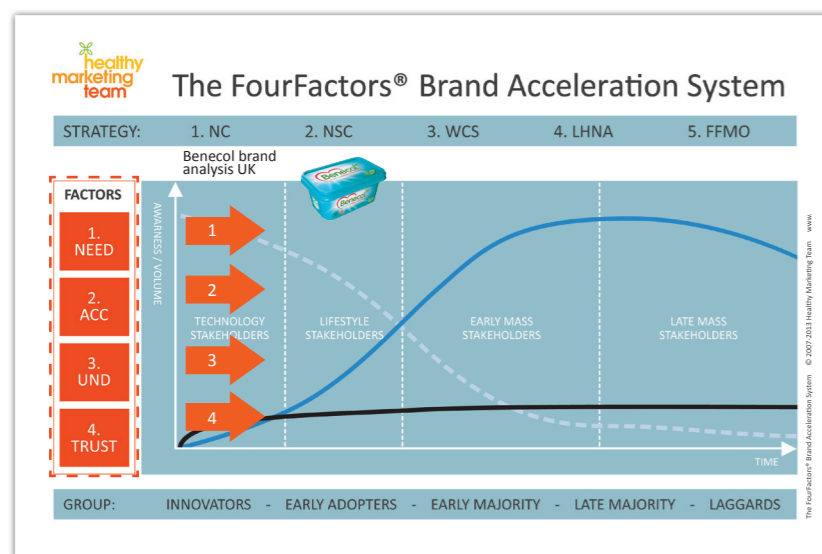 healthy
marketing
team
The FourFactors® Brand Acceleration System
STRATEGY: 1. NC 2. NSC 3. WCS 4. LHNA 5. FFMO
Benecol brand
analysis UK
Benecol
Benecol
FACTORS
1.
NEED
2.
ACC
3.
UND
4.
TRUST
AWARNESS / VOLUME
1
2
3
4
TECHNOLOGY
STAKEHOLDERS
LIFESTYLE
STAKEHOLDERS
EARLY MASS
STAKEHOLDERS
LATE MASS
STAKEHOLDERS
TIME
GROUP: INNOVATORS - EARLY ADOPTERS - EARLY MAJORITY - LATE MAJORITY - LAGGARDS
The FourFactors® Brand Acceleration System © 2007-2013 Healthy Marketing Team www.